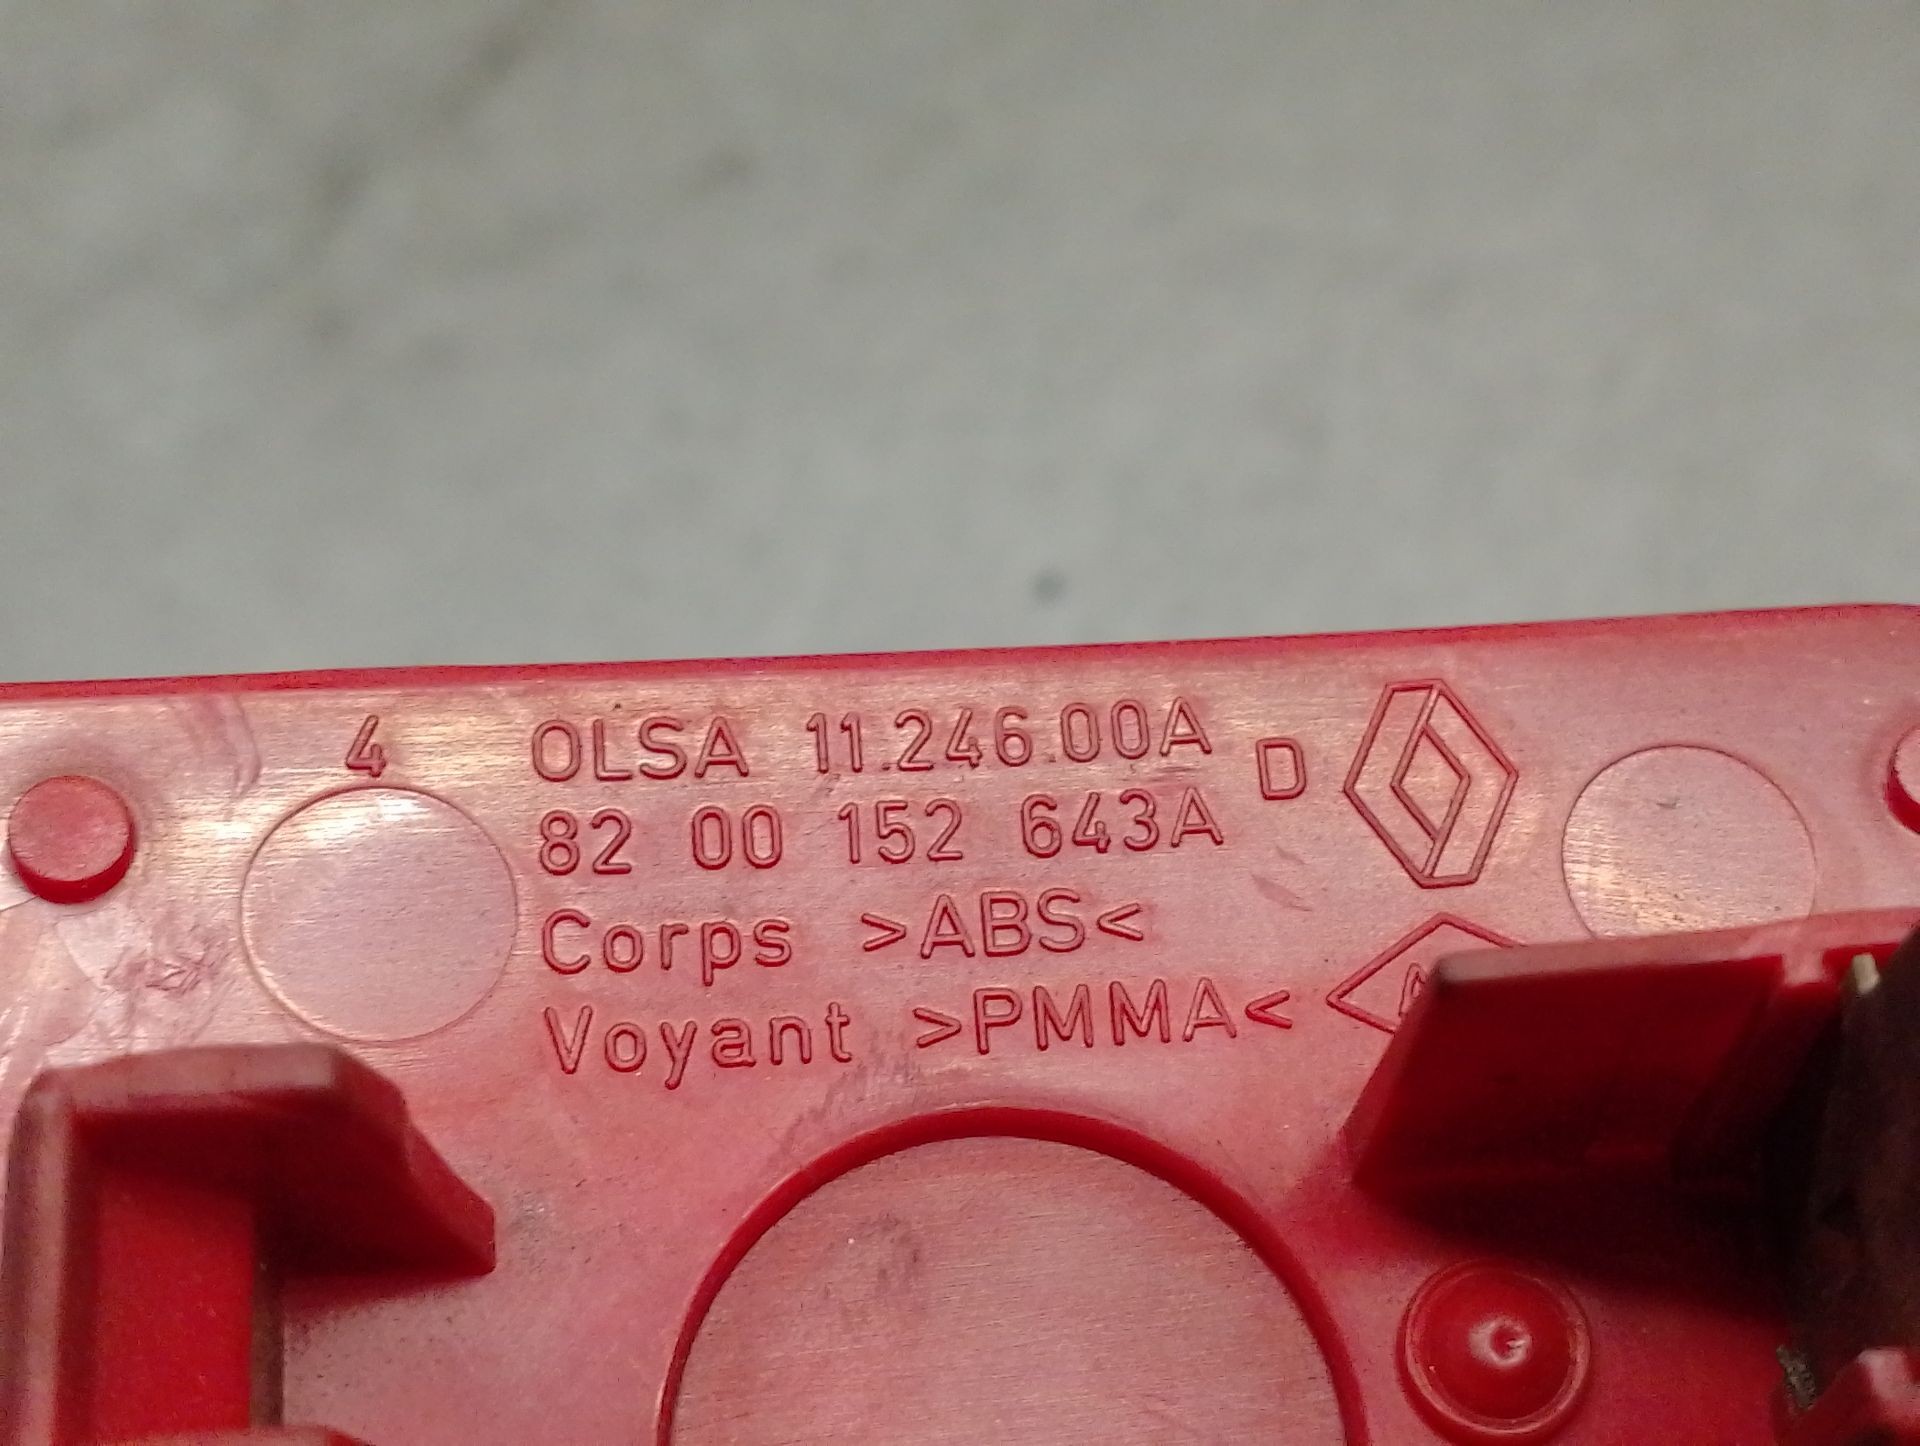 4 OLSA 11.246.00A D
82 00 152 643A
Corps >ABS<
Voyant >PMMA<